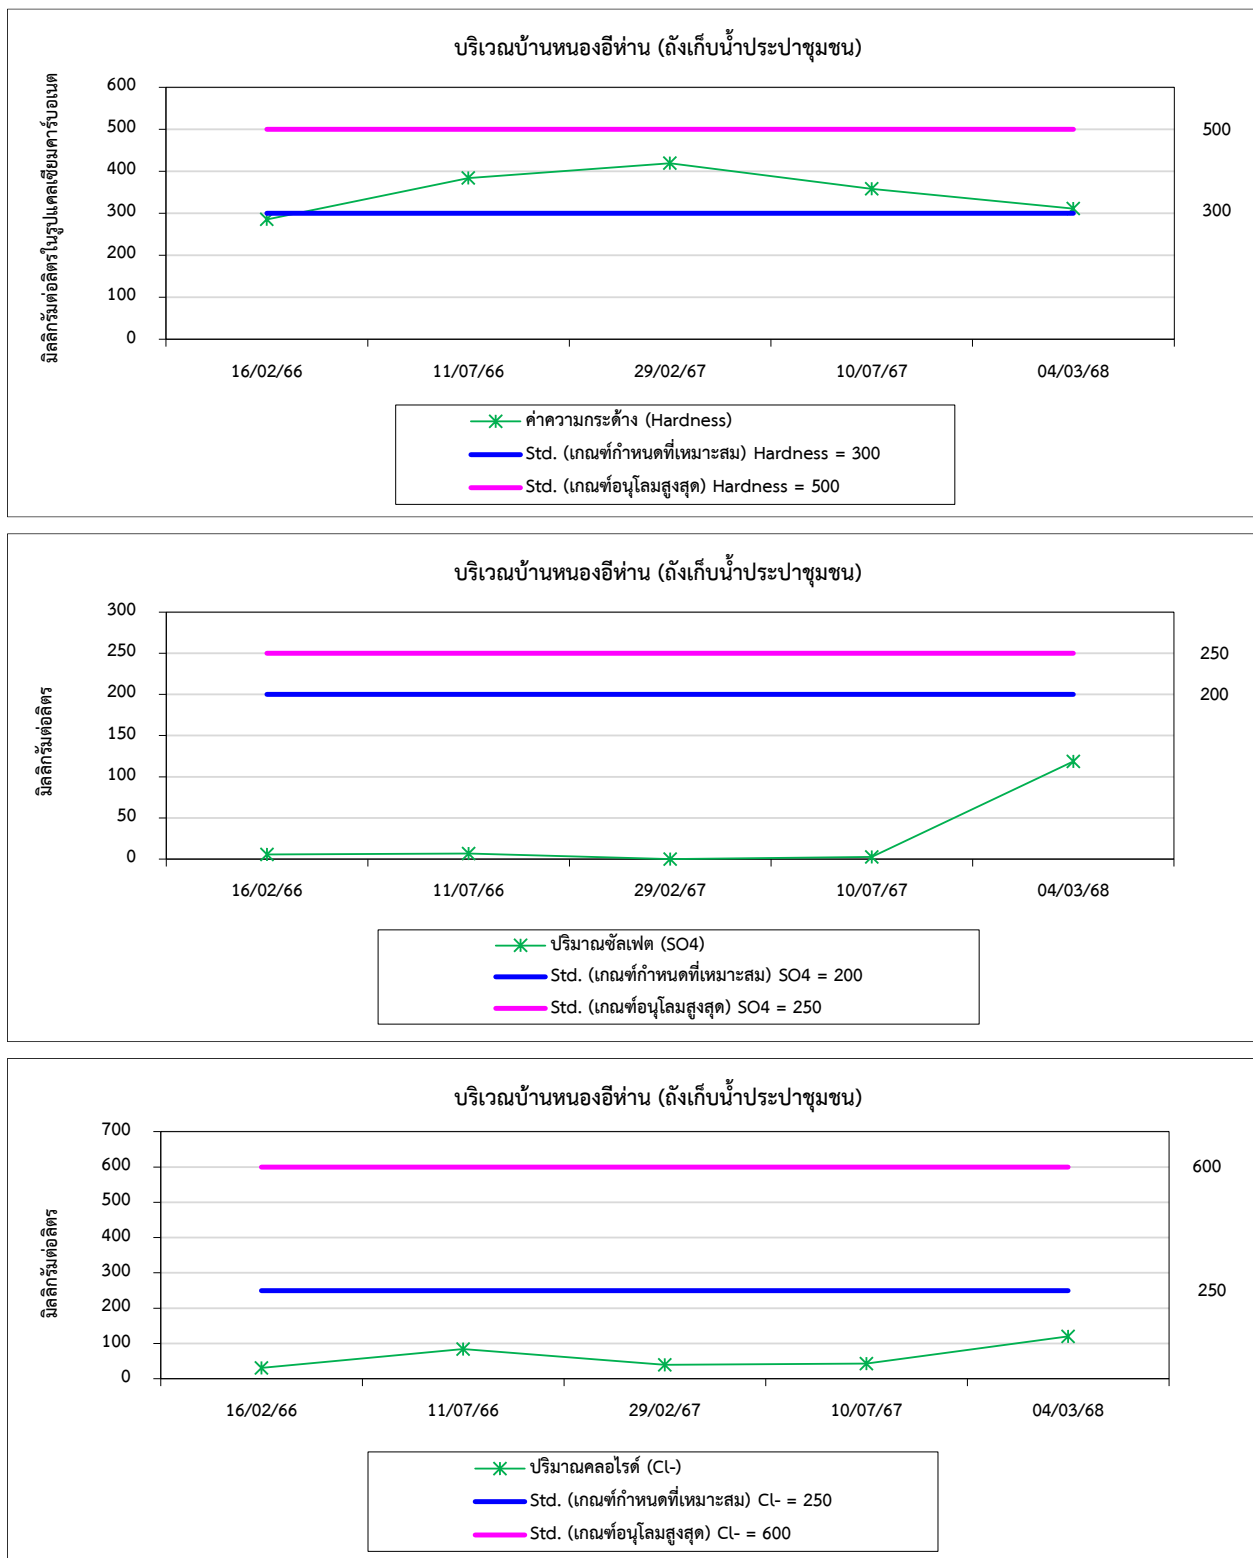 บริเวณบ้านหนองอีห่าน (ถังเก็บน้ำประปาชุมชน)
มิลลิกรัมต่อลิตรในรูปแคลเซียมคาร์บอเนต
600
500
400
300
200
100
0
500
300
16/02/66 11/07/66 29/02/67 10/07/67 04/03/68
ค่าความกระด้าง (Hardness)
Std. (เกณฑ์กำหนดที่เหมาะสม) Hardness = 300
Std. (เกณฑ์อนุโลมสูงสุด) Hardness = 500
บริเวณบ้านหนองอีห่าน (ถังเก็บน้ำประปาชุมชน)
มิลลิกรัมต่อลิตร
300
250
200
150
100
50
0
250
200
16/02/66 11/07/66 29/02/67 10/07/67 04/03/68
ปริมาณซัลเฟต (SO4)
Std. (เกณฑ์กำหนดที่เหมาะสม) SO4 = 200
Std. (เกณฑ์อนุโลมสูงสุด) SO4 = 250
บริเวณบ้านหนองอีห่าน (ถังเก็บน้ำประปาชุมชน)
มิลลิกรัมต่อลิตร
700
600
500
400
300
200
100
0
600
250
16/02/66 11/07/66 29/02/67 10/07/67 04/03/68
ปริมาณคลอไรด์ (Cl-)
Std. (เกณฑ์กำหนดที่เหมาะสม) Cl- = 250
Std. (เกณฑ์อนุโลมสูงสุด) Cl- = 600